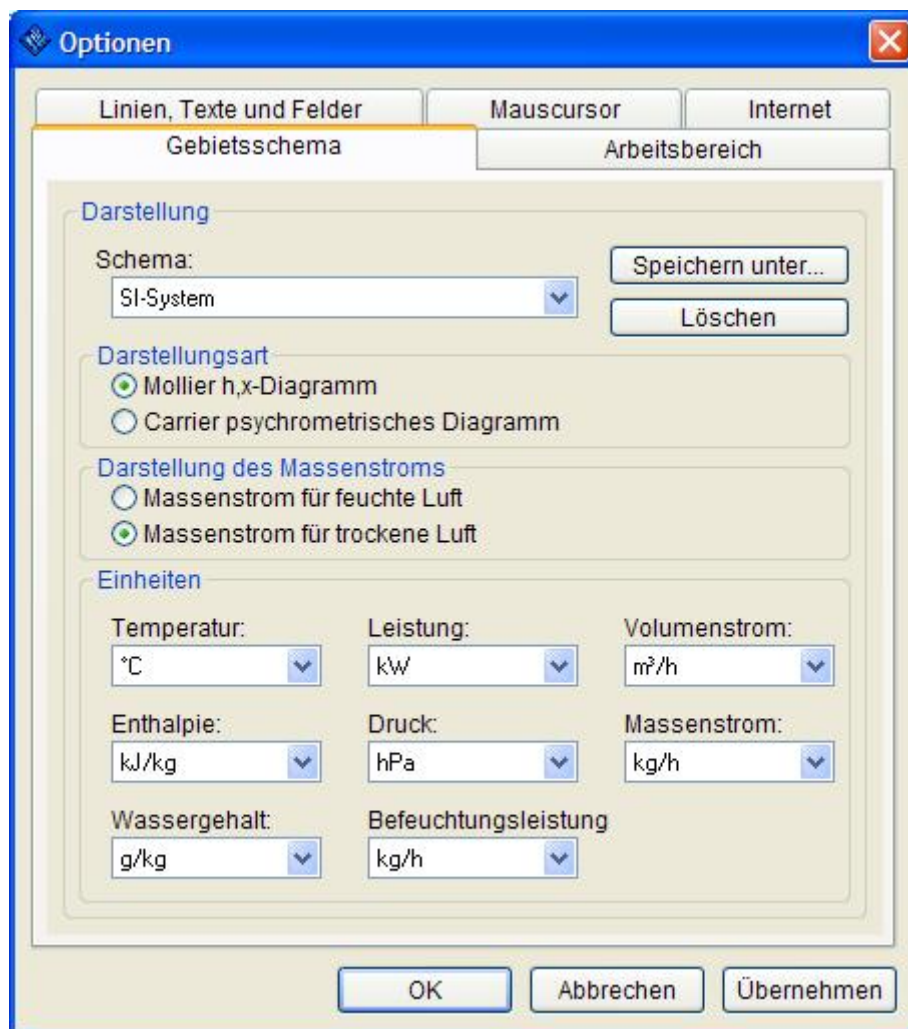 Optionen
Linien, Texte und Felder Mauscursor Internet
Gebietsschema Arbeitsbereich
Darstellung
Schema:
SI-System
Speichern unter...
Löschen
Darstellungsart
Mollier h,x-Diagramm
Carrier psychrometrisches Diagramm
Darstellung des Massenstroms
Massenstrom für feuchte Luft
Massenstrom für trockene Luft
Einheiten
Temperatur: Leistung: Volumenstrom:
°C kW m³/h
Enthalpie: Druck: Massenstrom:
kJ/kg hPa kg/h
Wassergehalt: Befeuchtungsleistung
g/kg kg/h
OK Abbrechen Übernehmen